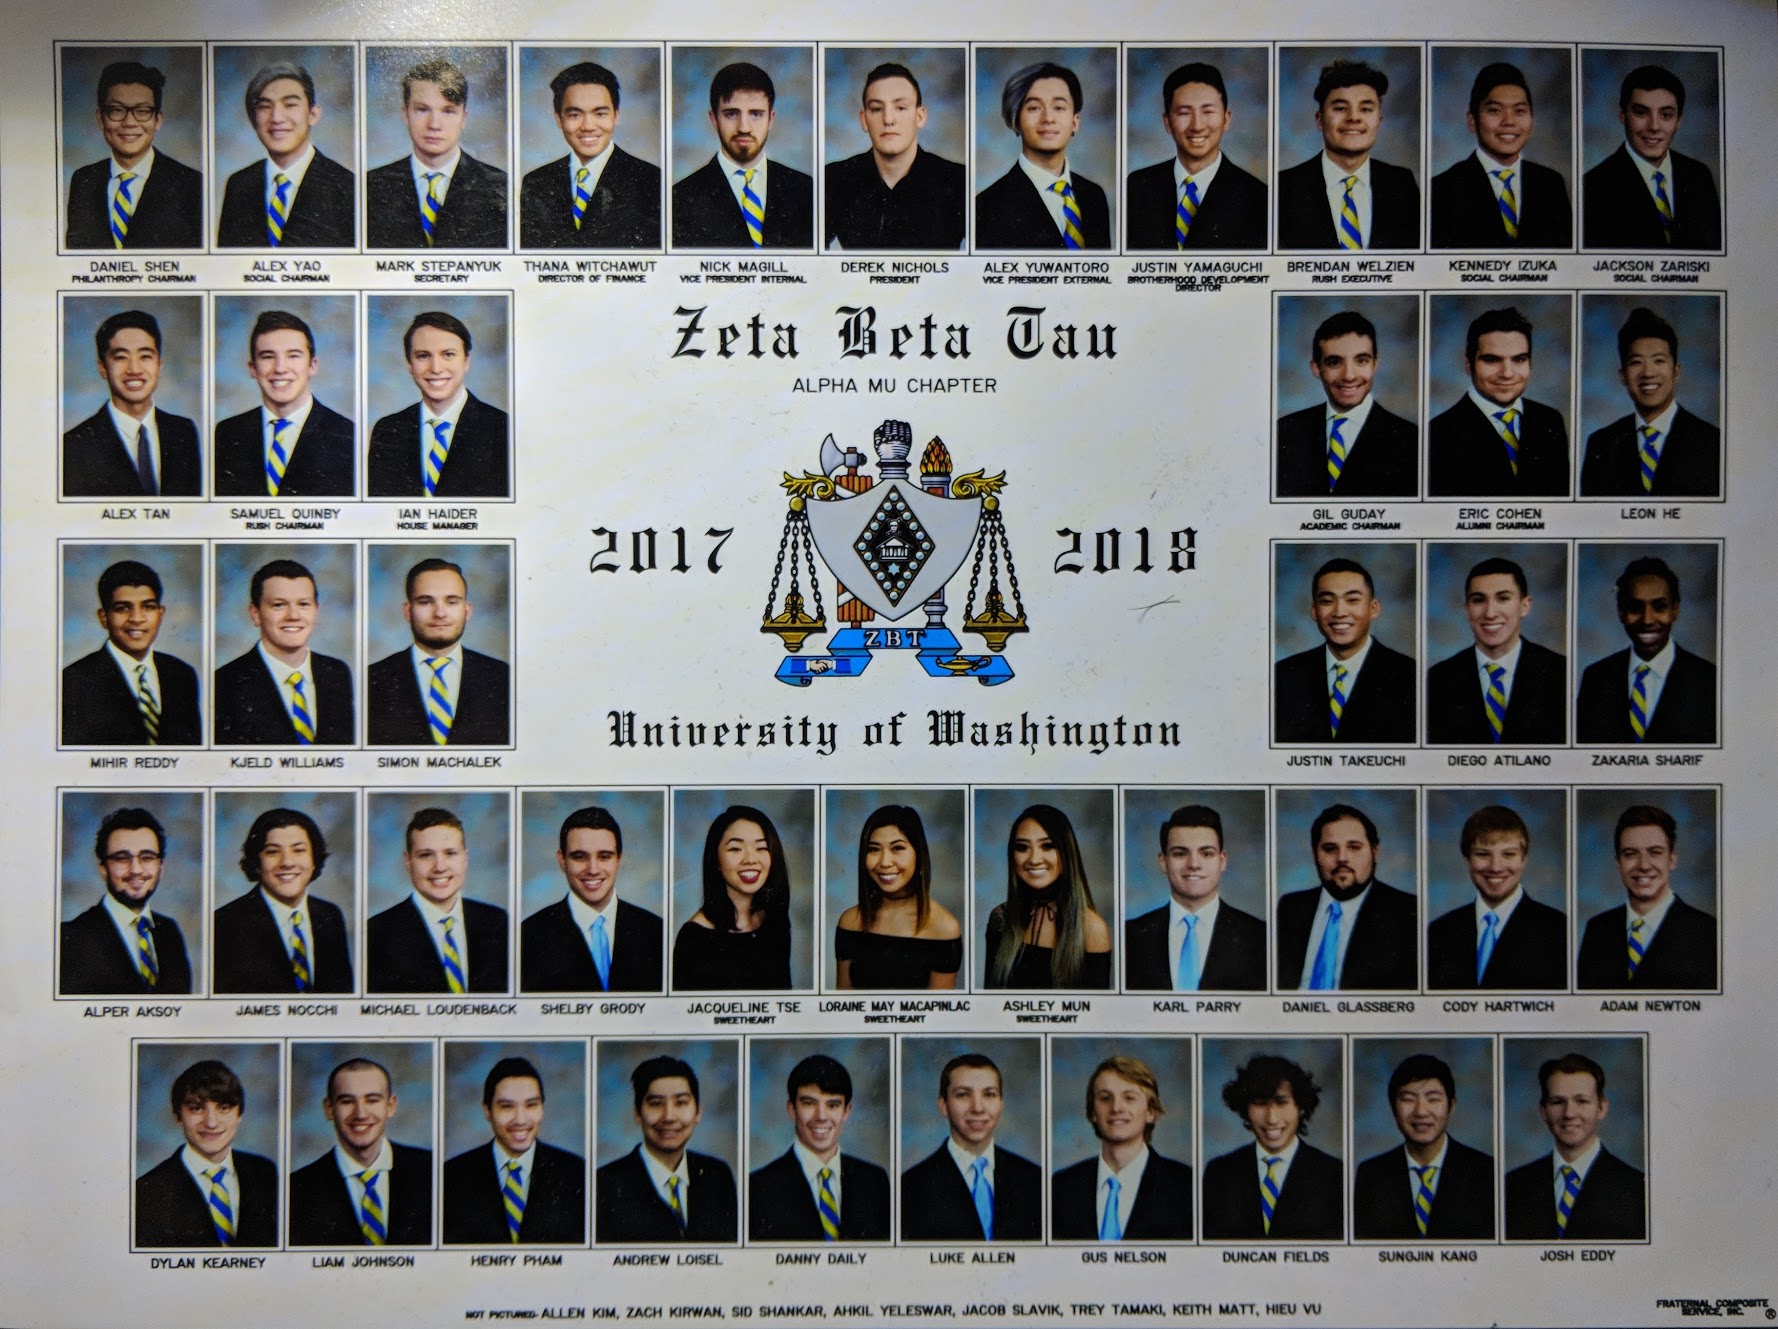 DANIEL SHEN
PHILANTHROPY CHAIRMAN
ALEX YAO
SOCIAL CHAIRMAN
MARK STEPANYUK
SECRETARY
THANA WITCHAWUT
DIRECTOR OF FINANCE
NICK MAGILL
VICE PRESIDENT INTERNAL
DEREK NICHOLS
PRESIDENT
ALEX YUWANTORO
VICE PRESIDENT EXTERNAL
JUSTIN YAMAGUCHI
BROTHERHOOD DEVELOPMENT
DIRECTOR
BRENDAN WELZIEN
RUSH EXECUTIVE
KENNEDY IZUKA
SOCIAL CHAIRMAN
JACKSON ZARISKI
SOCIAL CHAIRMAN
Zeta Beta Tau
ALPHA MU CHAPTER
ALEX TAN
SAMUEL QUINBY
RUSH CHAIRMAN
IAN HAIDER
HOUSE MANAGER
GIL GUDAY
ACADEMIC CHAIRMAN
ERIC COHEN
ALUMNI CHAIRMAN
LEON HE
2017
2018
ZBT
University of Washington
MIHIR REDDY
KJELD WILLIAMS
SIMON MACHALEK
JUSTIN TAKEUCHI
DIEGO ATILANO
ZAKARIA SHARIF
ALPER AKSOY
JAMES NOCCHI
MICHAEL LOUDENBACK
SHELBY GRODY
JACQUELINE TSE
SWEETHEART
LORAINE MAY MACAPINLAC
SWEETHEART
ASHLEY MUN
SWEETHEART
KARL PARRY
DANIEL GLASSBERG
CODY HARTWICH
ADAM NEWTON
DYLAN KEARNEY
LIAM JOHNSON
HENRY PHAM
ANDREW LOISEL
DANNY DAILY
LUKE ALLEN
GUS NELSON
DUNCAN FIELDS
SUNGJIN KANG
JOSH EDDY
NOT PICTURED- ALLEN KIM, ZACH KIRWAN, SID SHANKAR, AHKIL YELESWAR, JACOB SLAVIK, TREY TAMAKI, KEITH MATT, HIEU VU
FRATERNAL COMPOSITE
SERVICE, INC. ®